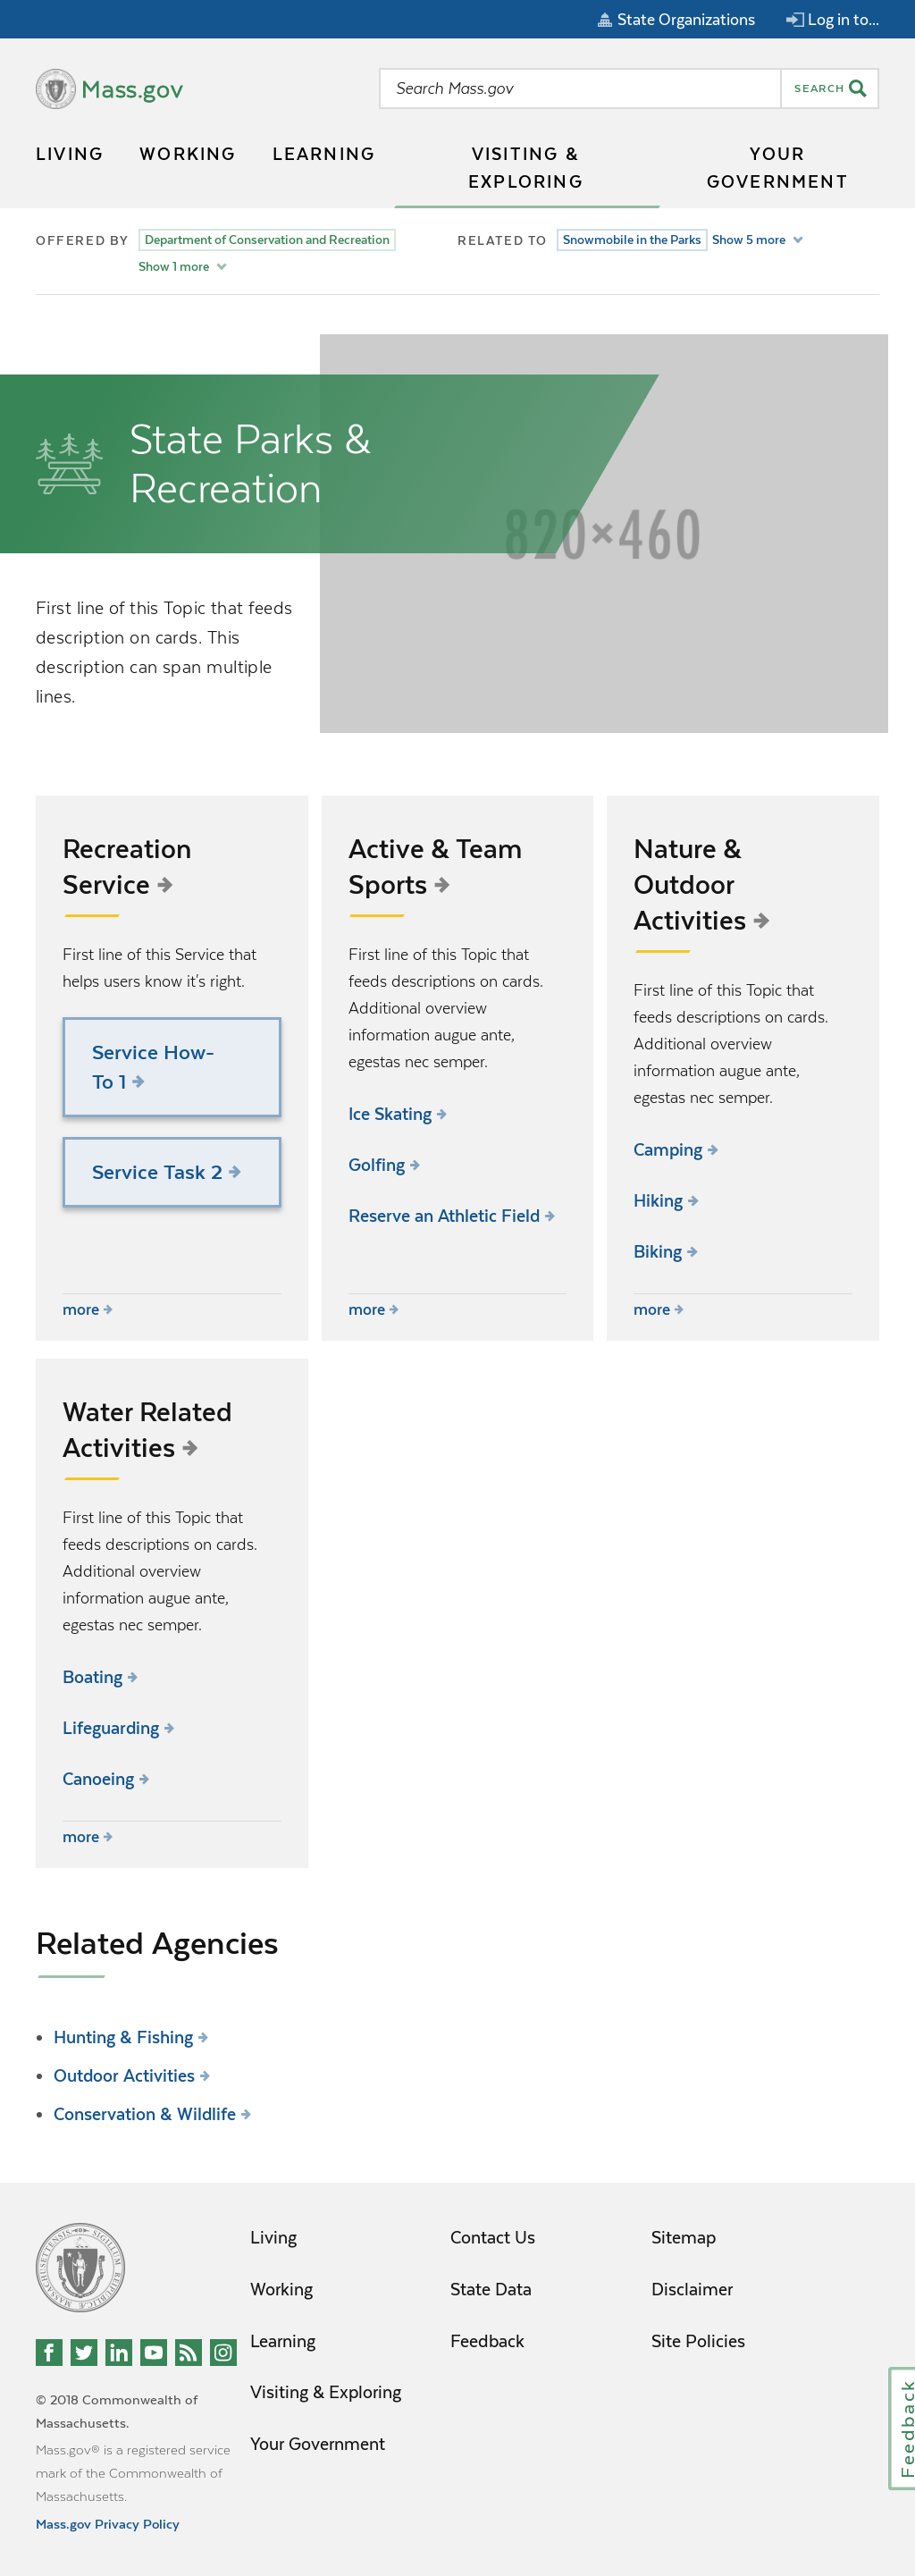 State Organizations
Log in to...
Mass.gov
Search Mass.gov
SEARCH
LIVING
WORKING
LEARNING
VISITING &
EXPLORING
YOUR
GOVERNMENT
OFFERED BY
Department of Conservation and Recreation
Show 1 more
RELATED TO
Snowmobile in the Parks
Show 5 more
State Parks &
Recreation
820×460
First line of this Topic that feeds
description on cards. This
description can span multiple
lines.
Recreation
Service
First line of this Service that
helps users know it's right.
Service How-
To 1
Service Task 2
more
Active & Team
Sports
First line of this Topic that
feeds descriptions on cards.
Additional overview
information augue ante,
egestas nec semper.
Ice Skating
Golfing
Reserve an Athletic Field
more
Nature &
Outdoor
Activities
First line of this Topic that
feeds descriptions on cards.
Additional overview
information augue ante,
egestas nec semper.
Camping
Hiking
Biking
more
Water Related
Activities
First line of this Topic that
feeds descriptions on cards.
Additional overview
information augue ante,
egestas nec semper.
Boating
Lifeguarding
Canoeing
more
Related Agencies
Hunting & Fishing
Outdoor Activities
Conservation & Wildlife
© 2018 Commonwealth of
Massachusetts.
Mass.gov® is a registered service
mark of the Commonwealth of
Massachusetts.
Mass.gov Privacy Policy
Living
Working
Learning
Visiting & Exploring
Your Government
Contact Us
State Data
Feedback
Sitemap
Disclaimer
Site Policies
Feedback